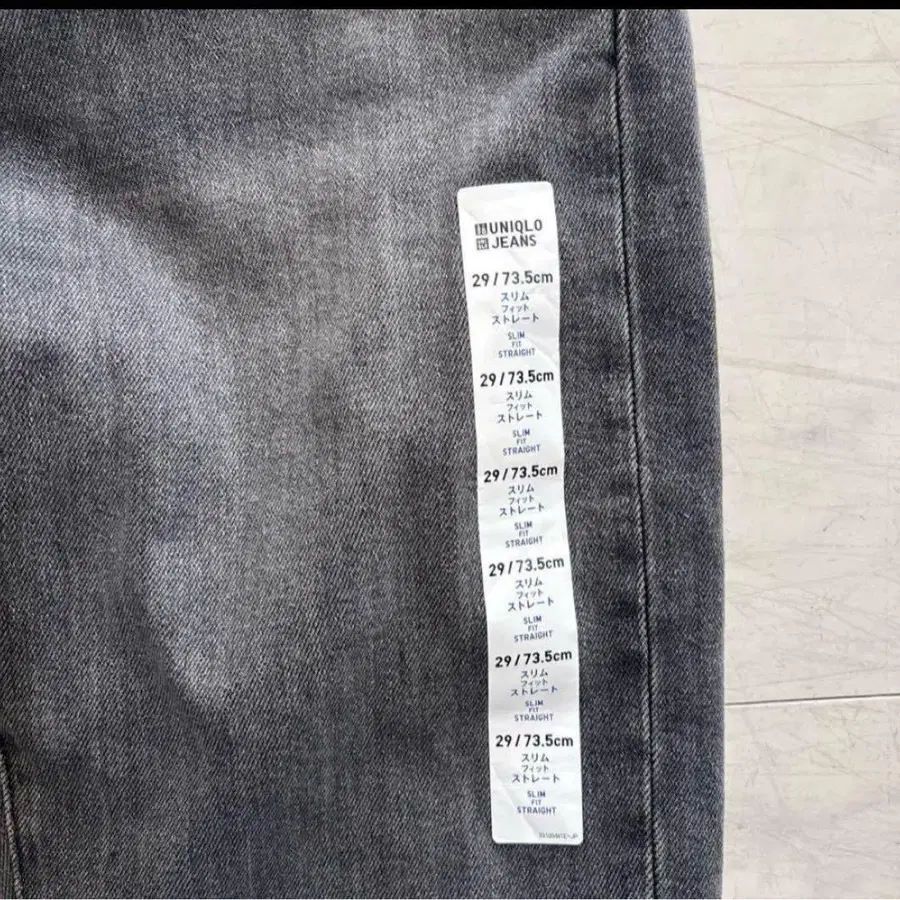 UNIQLO
JEANS
29/73.5cm
スリム
フィット
ストレート
SLIM
FIT
STRAIGHT
29/73.5cm
スリム
フィット
ストレート
SLIM
FIT
STRAIGHT
29/73.5cm
スリム
フィット
ストレート
SLIM
FIT
STRAIGHT
29/73.5cm
スリム
フィット
ストレート
SLIM
FIT
STRAIGHT
29/73.5cm
スリム
フィット
ストレート
SLIM
FIT
STRAIGHT
29/73.5cm
スリム
フィット
ストレート
SLIM
FIT
STRAIGHT